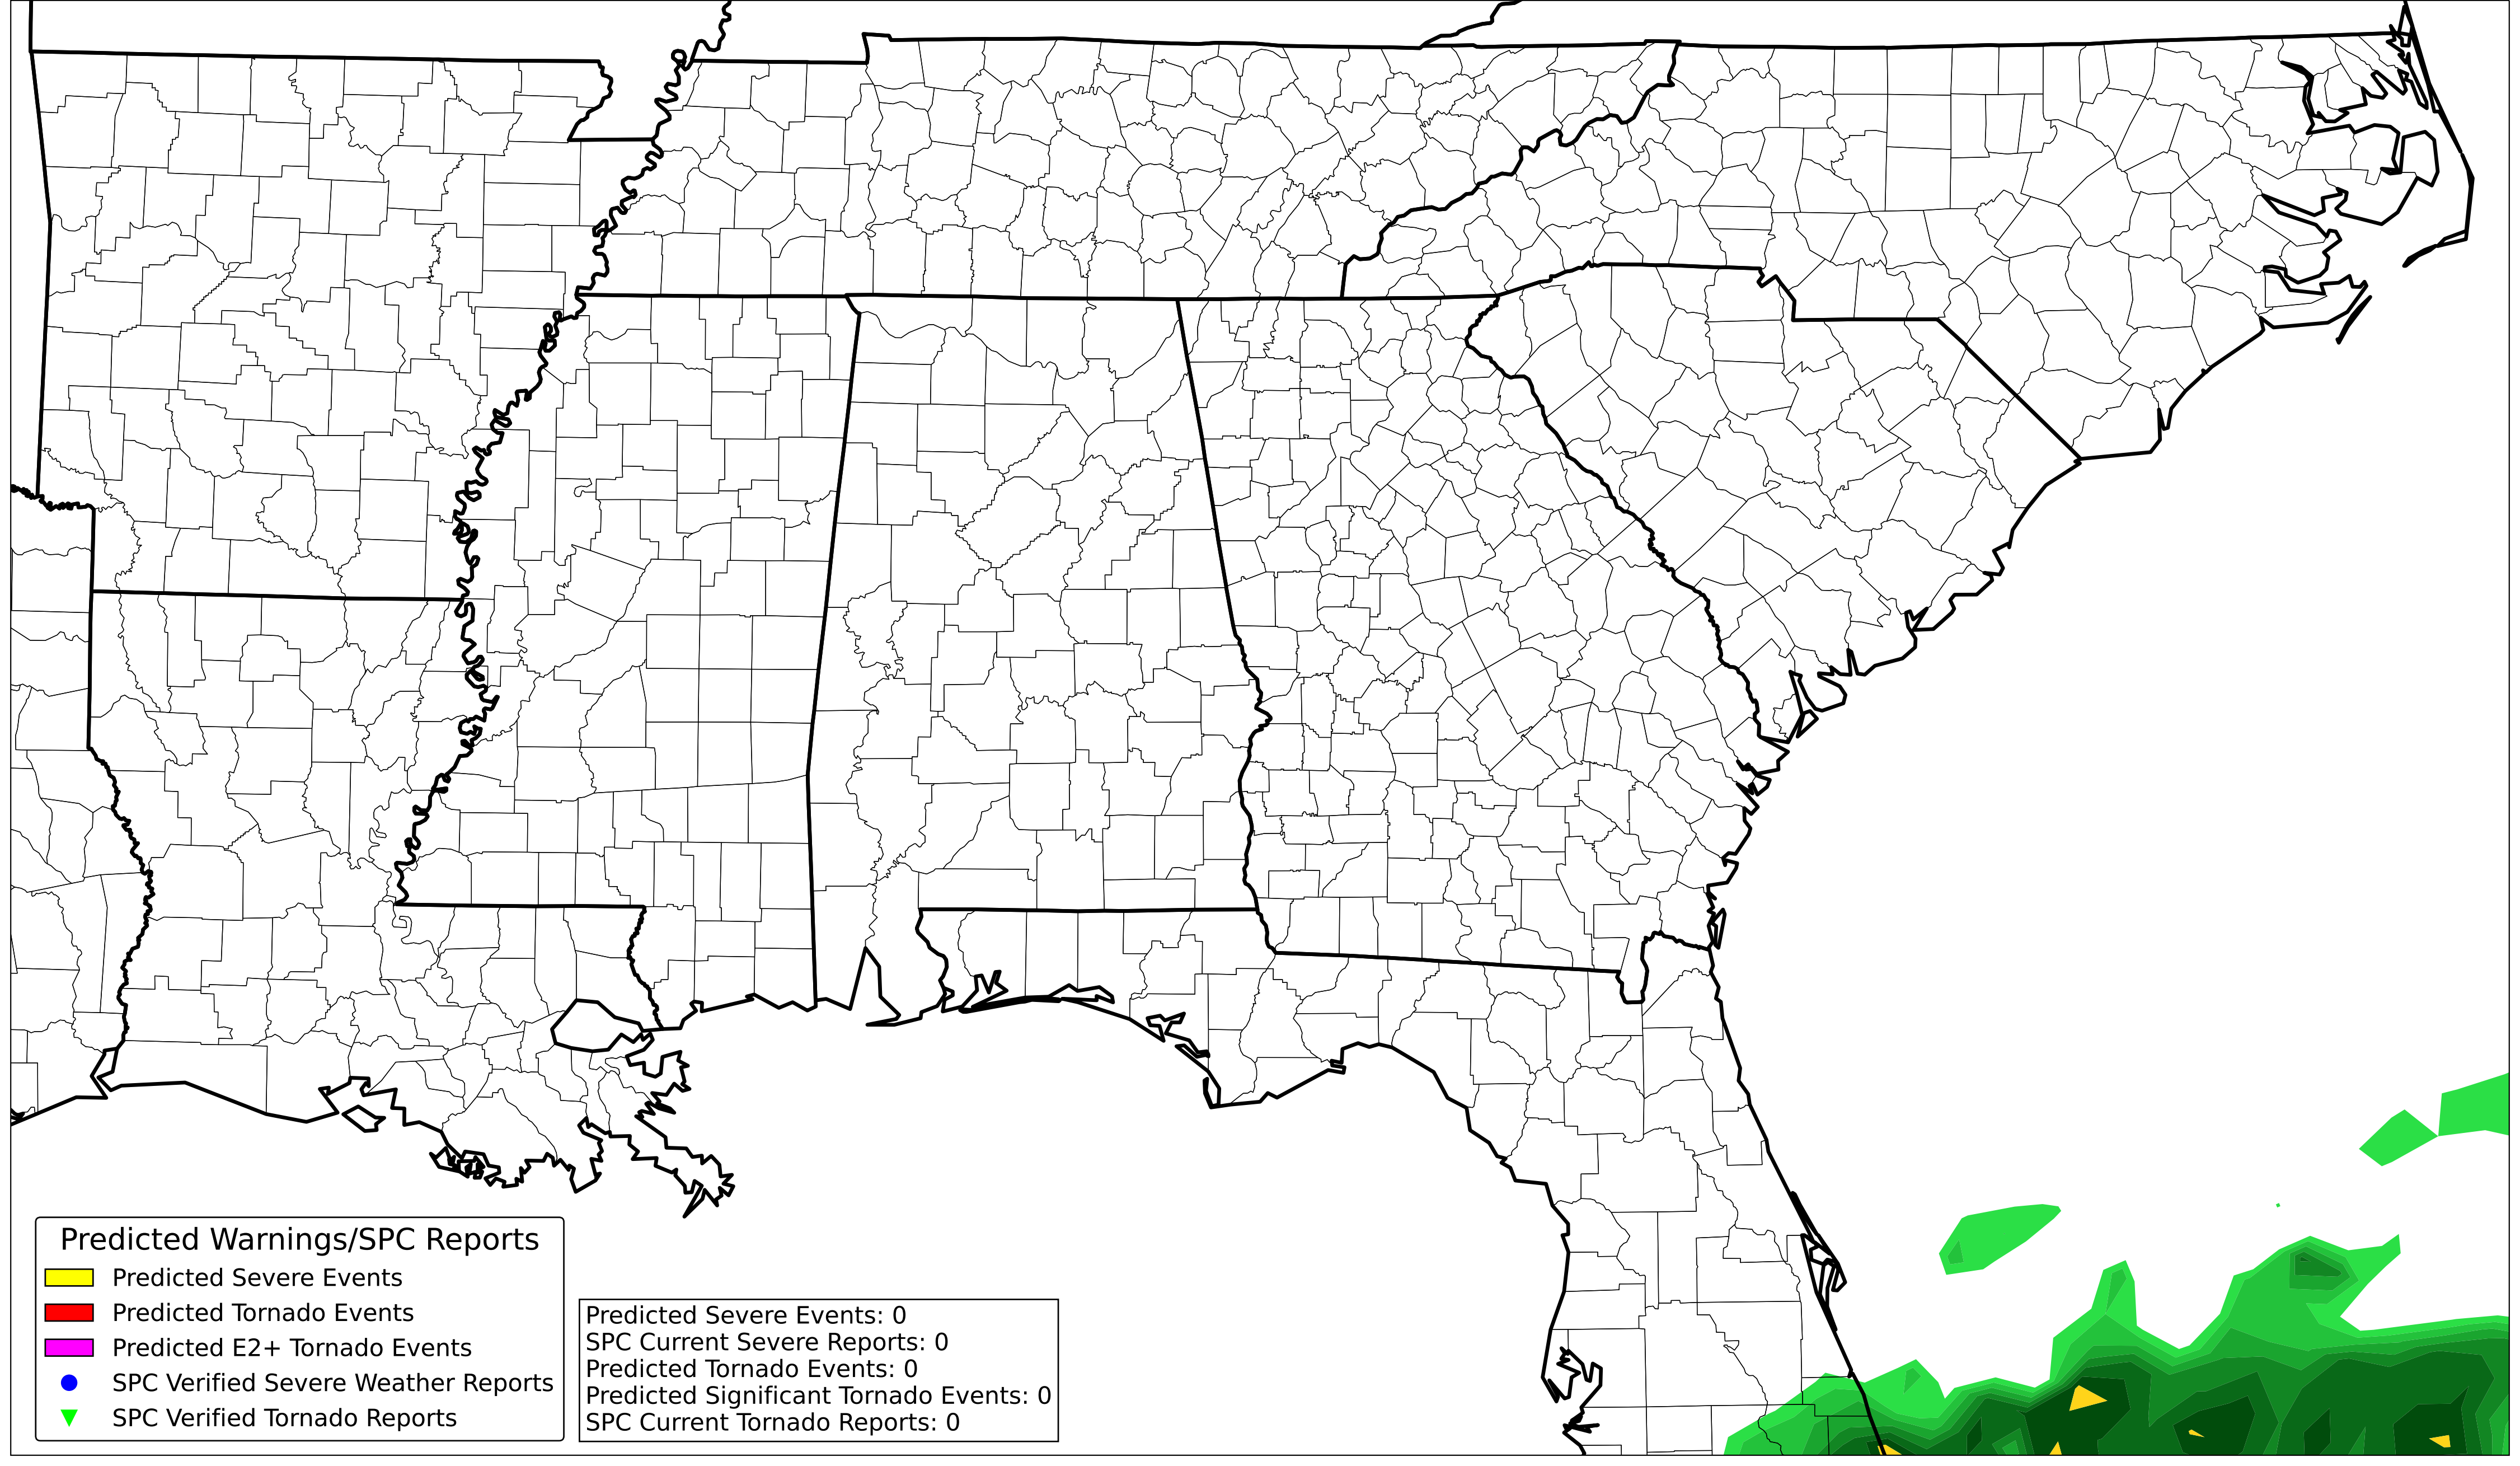 Predicted Warnings/SPC Reports
Predicted Severe Events
Predicted Tornado Events
Predicted E2+ Tornado Events
SPC Verified Severe Weather Reports
SPC Verified Tornado Reports
Predicted Severe Events: 0
SPC Current Severe Reports: 0
Predicted Tornado Events: 0
Predicted Significant Tornado Events: 0
SPC Current Tornado Reports: 0